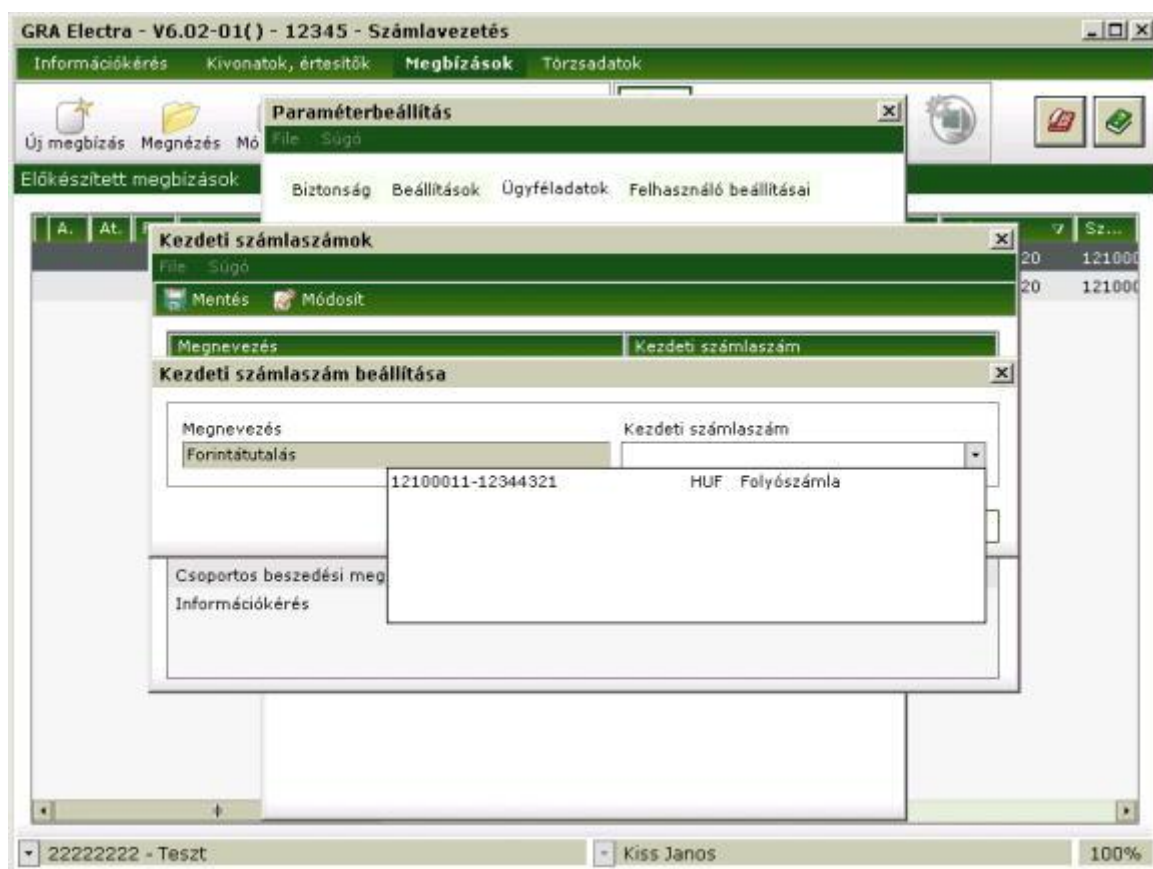 GRA Electra - V6.02-01( ) - 12345 - Számlavezetés
Információkérés Kivonatok, értesítők Megbízások Törzsadatok
Paraméterbeállítás
File Súgó
Új megbízás Megnézés Mó
Előkészített megbízások
Biztonság Beállítások Ügyféladatok Felhasználó beállításai
A. Át. Sz...
Kezdeti számlaszámok
File Súgó
20 121000
Mentés Módosít
20 121000
Megnevezés Kezdeti számlaszám
Kezdeti számlaszám beállítása
Megnevezés Kezdeti számlaszám
Forintátutalás
12100011-12344321 HUF Folyószámla
Csoportos beszedési meg
Információkérés
22222222 - Teszt Kiss Janos 100%